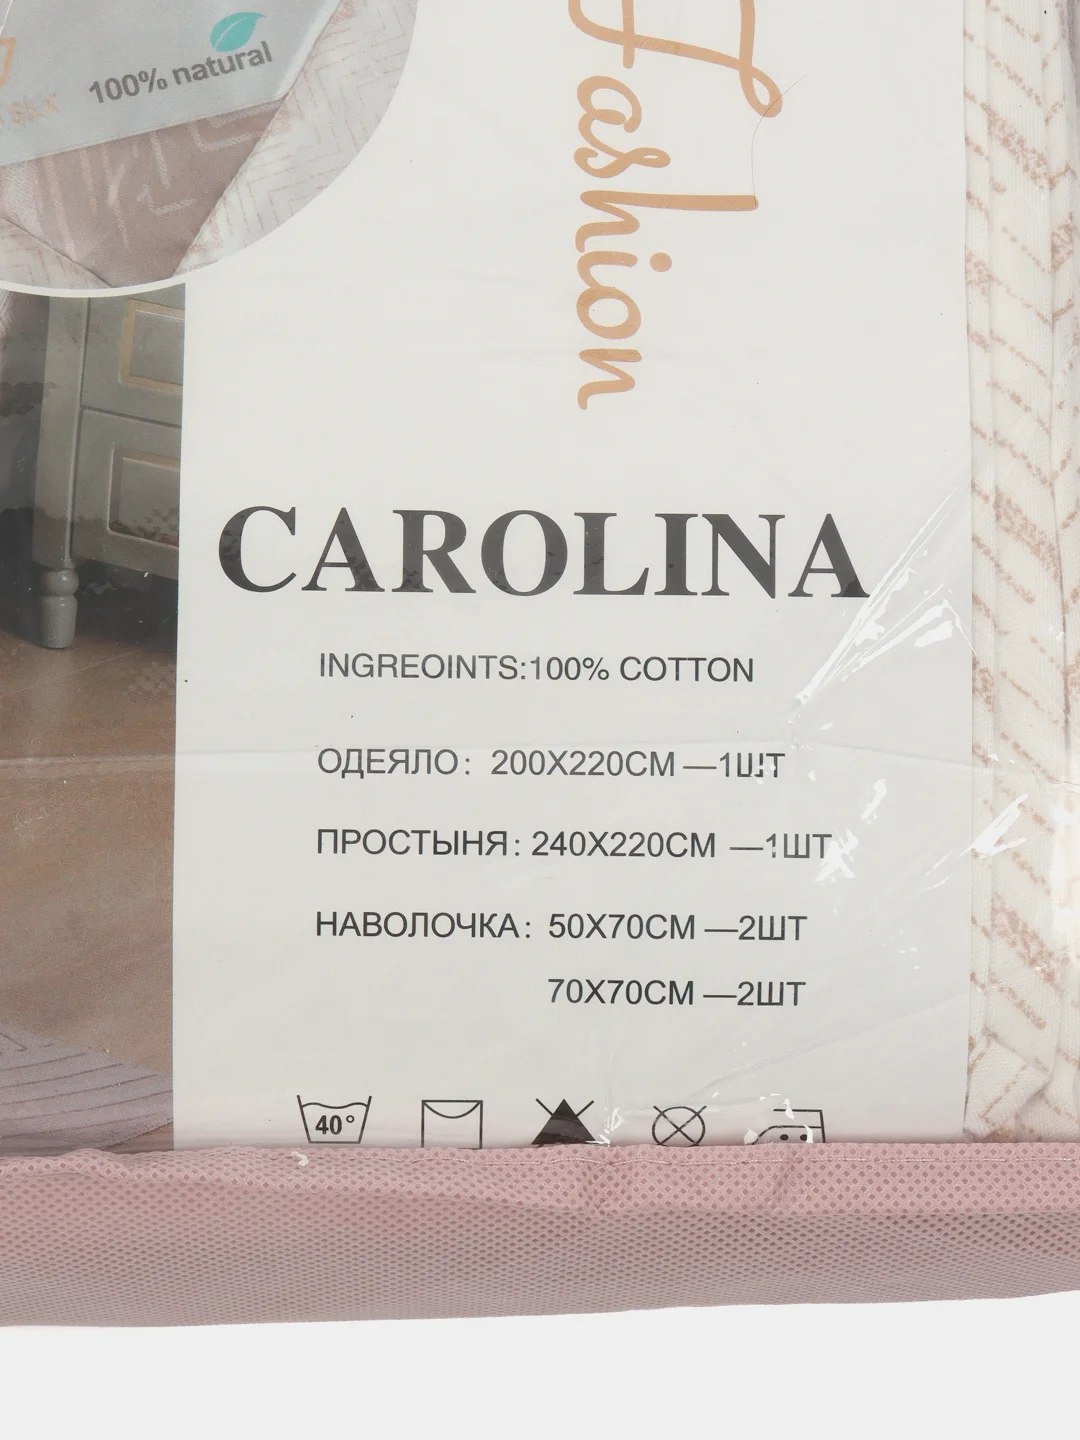 100% natural
Fashion
CAROLINA
INGREOINTS:100% COTTON
ОДЕЯЛО: 200X220CM —1ШТ
ПРОСТЫНЯ: 240X220CM —1ШТ
НАВОЛОЧКА: 50X70CM —2ШТ
70X70CM —2ШТ
40°